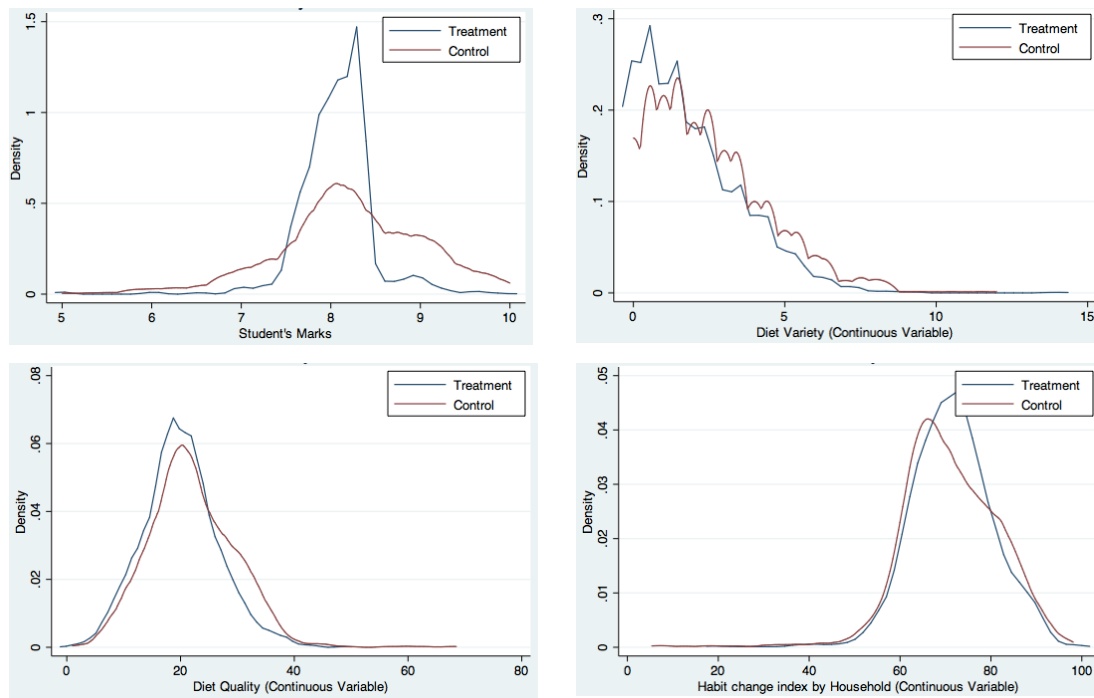 Treatment
Control
Density
0
.5
1
1.5
5
6
7
8
9
10
Student's Marks
Treatment
Control
Density
0
.1
.2
.3
0
5
10
15
Diet Variety (Continuous Variable)
Treatment
Control
Density
0
.02
.04
.06
.08
0
20
40
60
80
Diet Quality (Continuous Variable)
Treatment
Control
Density
0
.01
.02
.03
.04
.05
0
20
40
60
80
100
Habit change index by Household (Continuous Variable)